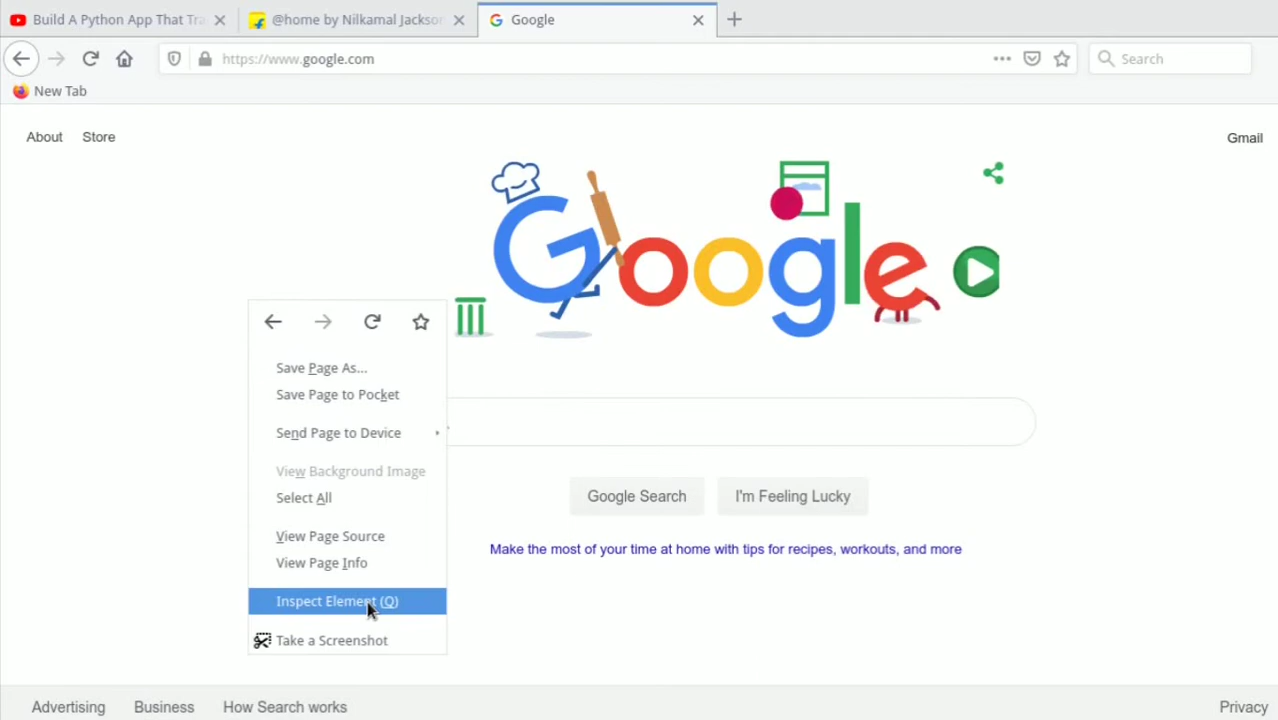 Build A Python App That Tra
@home by Nilkamal Jackson
Google
https://www.google.com
Search
New Tab
About Store
Gmail
Google
Save Page As...
Save Page to Pocket
Send Page to Device
View Background Image
Select All
View Page Source
View Page Info
Inspect Element (Q)
Take a Screenshot
Google Search
I'm Feeling Lucky
Make the most of your time at home with tips for recipes, workouts, and more
Advertising Business How Search works
Privacy